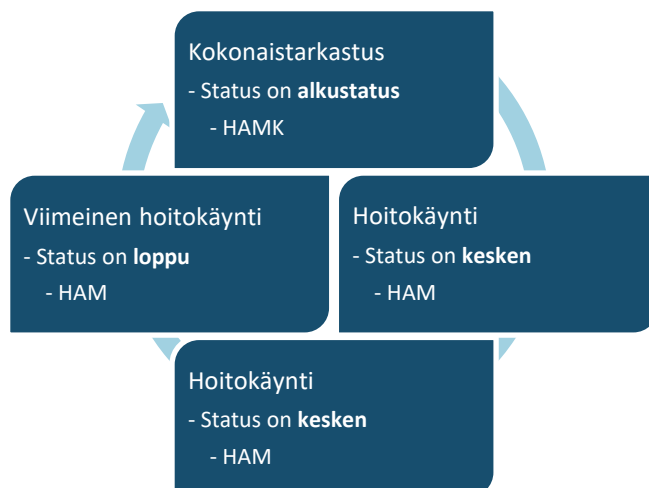 Kokonaistarkastus
- Status on alkustatus
- HAMK
Hoitokäynti
- Status on kesken
- HAM
Hoitokäynti
- Status on kesken
- HAM
Viimeinen hoitokäynti
- Status on loppu
- HAM